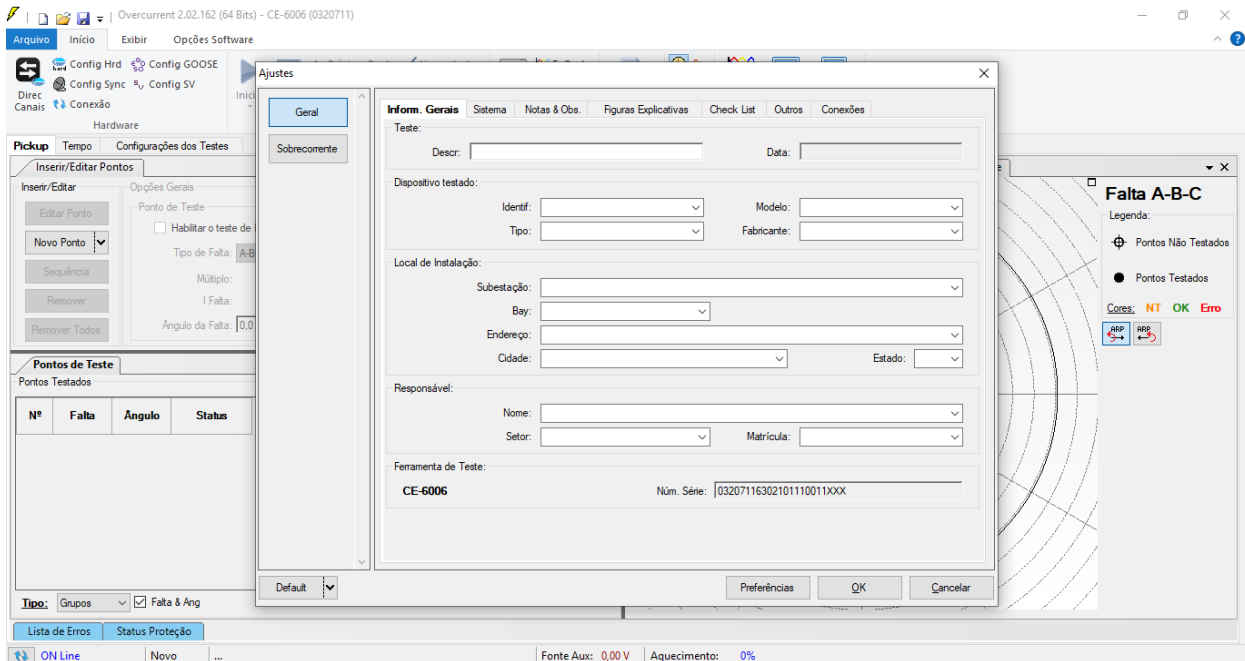 Overcurrent 2.02.162 (64 Bits) - CE-6006 (0320711)
Arquivo Início Exibir Opções Software
Direc Canais
Config Hrd Config GOOSE
Config Sync Config SV
Conexão
Hardware
Pickup Tempo Configurações dos Testes
Inserir/Editar Pontos
Inserir/Editar
Editar Ponto
Novo Ponto
Sequência
Remover
Remover Todos
Opções Gerais
Ponto de Teste
Habilitar o teste de
Tipo de Falta: A-B
Múltiplo:
I Falta:
Ângulo da Falta: 0,0
Pontos de Teste
Pontos Testados
Nº Falta Ângulo Status
Tipo: Grupos Falta & Ang
Lista de Erros Status Proteção
ON Line Novo ... Fonte Aux: 0,00 V Aquecimento: 0%
Ajustes
Geral
Sobrecorrente
Inform. Gerais Sistema Notas & Obs. Figuras Explicativas Check List Outros Conexões
Teste:
Descr: Data:
Dispositivo testado:
Identif: Modelo:
Tipo: Fabricante:
Local de Instalação:
Subestação:
Bay:
Endereço:
Cidade: Estado:
Responsável:
Nome:
Setor: Matrícula:
Ferramenta de Teste:
CE-6006 Núm. Série: 03207116302101110011XXX
Default Preferências OK Cancelar
Falta A-B-C
Legenda:
Pontos Não Testados
Pontos Testados
Cores: NT OK Erro
ARP ARP